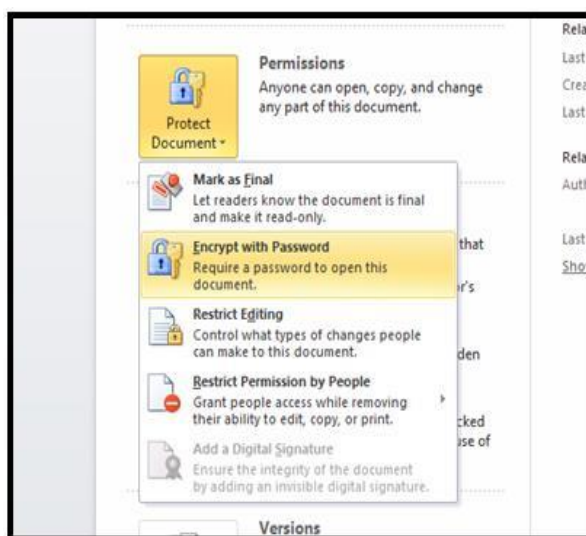 Permissions
Anyone can open, copy, and change
any part of this document.
Protect
Document
Mark as Final
Let readers know the document is final
and make it read-only.
Encrypt with Password
Require a password to open this
document.
Restrict Editing
Control what types of changes people
can make to this document.
Restrict Permission by People
Grant people access while removing
their ability to edit, copy, or print.
Add a Digital Signature
Ensure the integrity of the document
by adding an invisible digital signature.
that
r's
den
cked
use of
Versions
Rela
Last
Crea
Last
Rela
Auth
Last
Sho